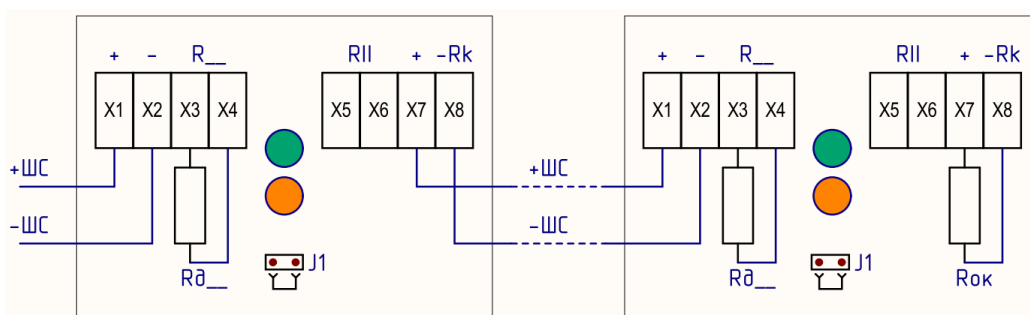 + - R__ RII + -Rk + - R__ RII + -Rk
X1 X2 X3 X4 X5 X6 X7 X8 X1 X2 X3 X4 X5 X6 X7 X8
+ШС +ШС
-ШС -ШС
J1 J1
Rд__ Rд__ Rок